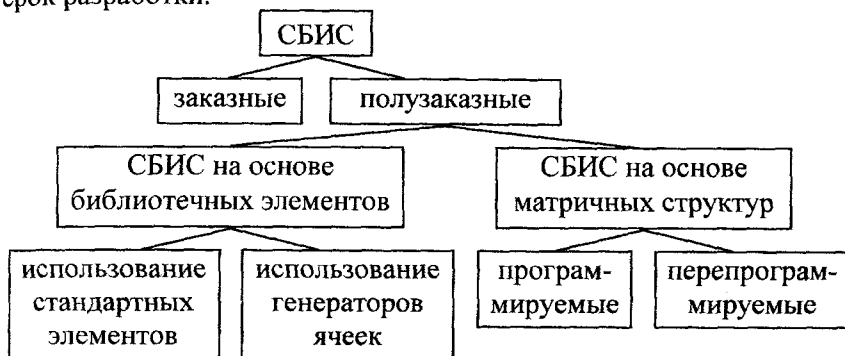 срок разработки.
СБИС
заказные
полузаказные
СБИС на основе
библиотечных элементов
СБИС на основе
матричных структур
использование
стандартных
элементов
использование
генераторов
ячеек
програм-
мируемые
перепрограм-
мируемые